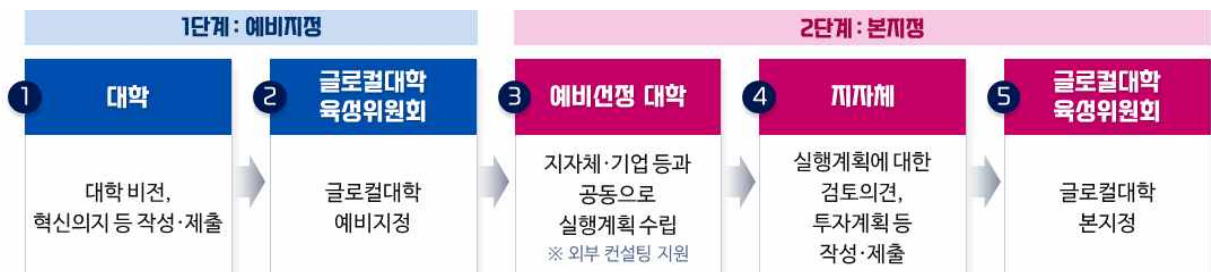 1단계 : 예비지정
2단계 : 본지정
1
대학
대학 비전,
혁신의지 등 작성·제출
2
글로컬대학
육성위원회
글로컬대학
예비지정
3
예비선정 대학
지자체·기업 등과
공동으로
실행계획 수립
※ 외부 컨설팅 지원
4
지자체
실행계획에 대한
검토의견,
투자계획 등
작성·제출
5
글로컬대학
육성위원회
글로컬대학
본지정